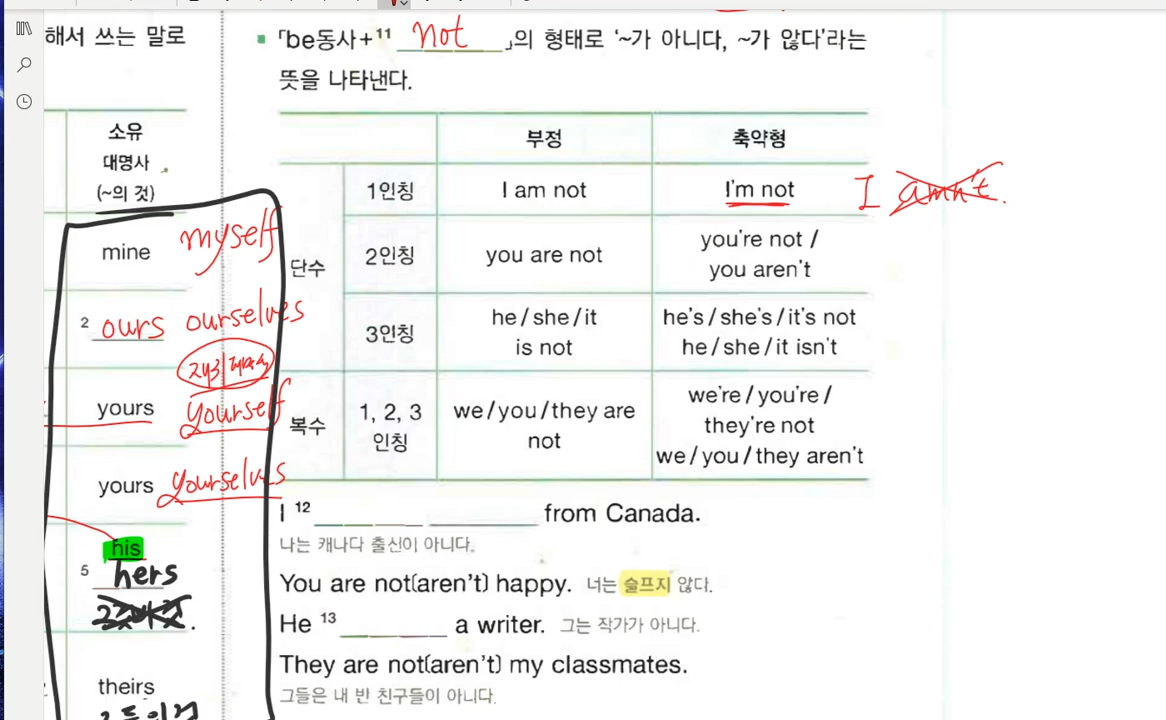 해서 쓰는 말로
소유
대명사
(~의 것)
mine myself
2 ours ourselves
재귀대명사
yours yourself
yours yourselves
his
5 hers
theirs
▪ 「be동사+11 not 」의 형태로 '~가 아니다, ~가 않다'라는
뜻을 나타낸다.
부정 축약형
단수 1인칭 I am not I'm not I amn't.
2인칭 you are not you're not /
you aren't
3인칭 he / she / it
is not
he's / she's / it's not
he / she / it isn't
복수 1, 2, 3
인칭
we / you / they are
not
we're / you're /
they're not
we / you / they aren't
I 12 ____ ____ from Canada.
나는 캐나다 출신이 아니다.
You are not(aren't) happy. 너는 슬프지 않다.
He 13 ____ a writer. 그는 작가가 아니다.
They are not(aren't) my classmates.
그들은 내 반 친구들이 아니다.